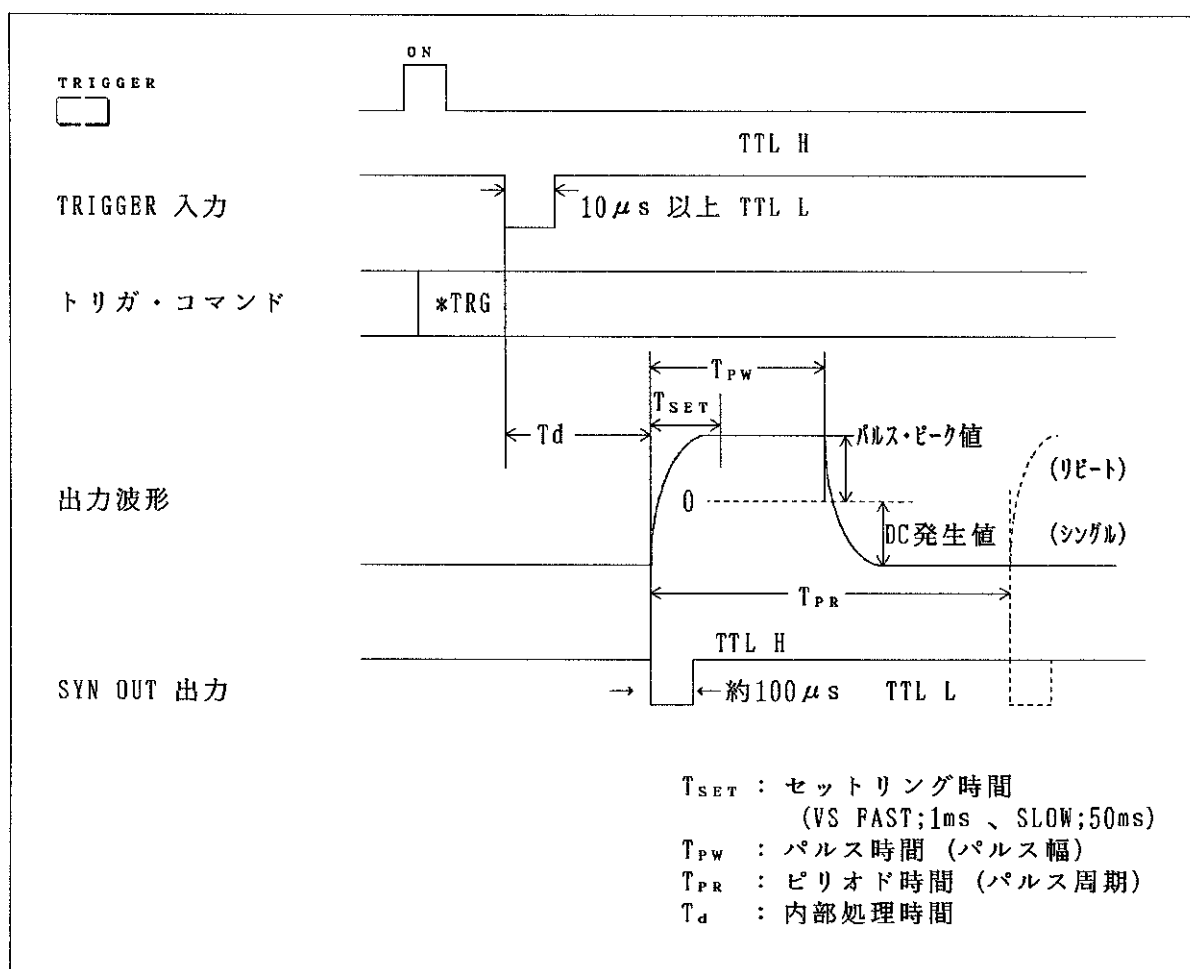 ON
TRIGGER
TTL H
TRIGGER 入力
10μs 以上 TTL L
トリガ・コマンド
*TRG
TPW
TSET
Td
パルス・ピーク値
(リピート)
出力波形
0
DC発生値
(シングル)
TPR
TTL H
SYN OUT 出力
約100μs
TTL L
TSET : セットリング時間
(VS FAST;1ms 、SLOW;50ms)
TPW : パルス時間 (パルス幅)
TPR : ピリオド時間 (パルス周期)
Td : 内部処理時間